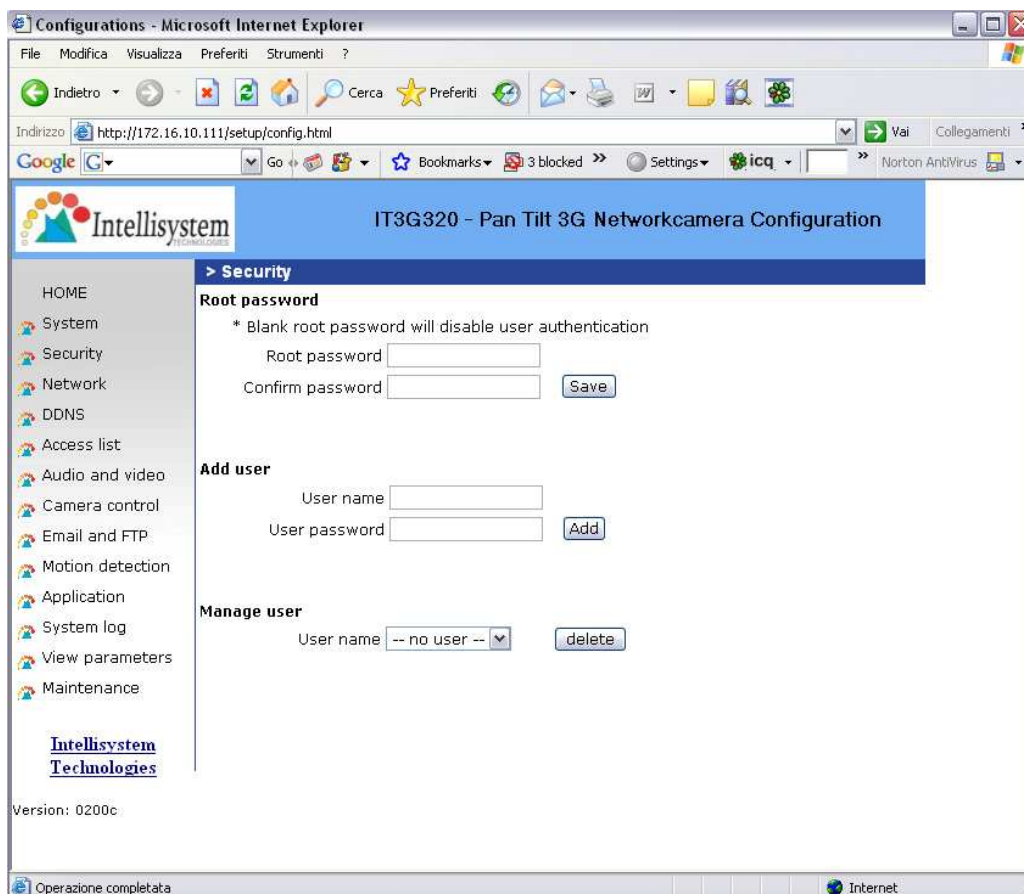 Configurations - Microsoft Internet Explorer
File Modifica Visualizza Preferiti Strumenti ?
Indietro Cerca Preferiti
Indirizzo http://172.16.10.111/setup/config.html Vai Collegamenti »
Google G Go Bookmarks 3 blocked » Settings icq » Norton AntiVirus
Intellisystem
TECHNOLOGIES
IT3G320 - Pan Tilt 3G Networkcamera Configuration
HOME
System
Security
Network
DDNS
Access list
Audio and video
Camera control
Email and FTP
Motion detection
Application
System log
View parameters
Maintenance
Intellisystem
Technologies
Version: 0200c
> Security
Root password
* Blank root password will disable user authentication
Root password
Confirm password Save
Add user
User name
User password Add
Manage user
User name -- no user -- delete
Operazione completata Internet